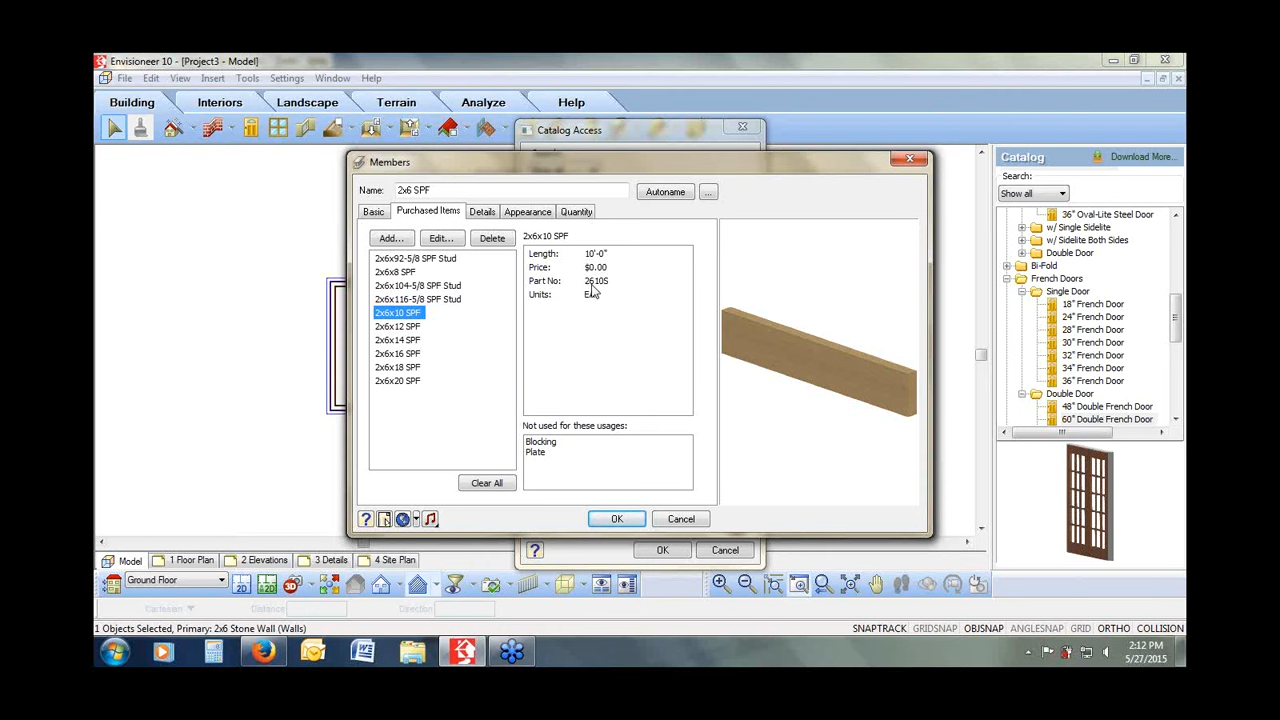 Envisioneer 10 - [Project3 - Model]
File Edit View Insert Tools Settings Window Help
Building Interiors Landscape Terrain Analyze Help
Catalog Access
Members
Name: 2x6 SPF Autoname ...
Basic Purchased Items Details Appearance Quantity
Add... Edit... Delete
2x6x92-5/8 SPF Stud
2x6x8 SPF
2x6x104-5/8 SPF Stud
2x6x116-5/8 SPF Stud
2x6x10 SPF
2x6x12 SPF
2x6x14 SPF
2x6x16 SPF
2x6x18 SPF
2x6x20 SPF
Clear All
2x6x10 SPF
Length: 10'-0"
Price: $0.00
Part No: 2610S
Units:
Not used for these usages:
Blocking
Plate
OK Cancel
OK Cancel
Catalog Download More...
Search:
Show all
36" Oval-Lite Steel Door
w/ Single Sidelite
w/ Sidelite Both Sides
Double Door
Bi-Fold
French Doors
Single Door
18" French Door
24" French Door
28" French Door
30" French Door
32" French Door
34" French Door
36" French Door
Double Door
48" Double French Door
60" Double French Door
Model 1 Floor Plan 2 Elevations 3 Details 4 Site Plan
Ground Floor 2D 2D 3D
Cartesian Distance Direction
1 Objects Selected, Primary: 2x6 Stone Wall (Walls) SNAPTRACK GRIDSNAP OBJSNAP ANGLESNAP GRID ORTHO COLLISION
2:12 PM
5/27/2015